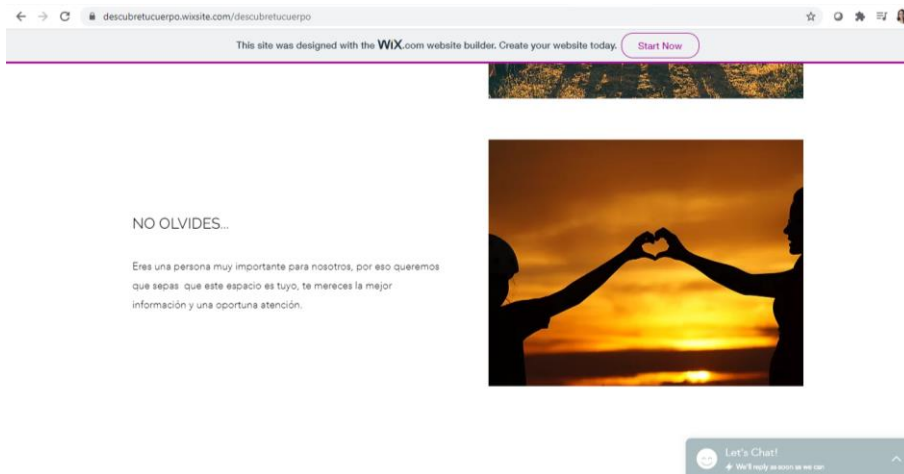 descubretucuerpo.wixsite.com/descubretucuerpo
This site was designed with the WiX.com website builder. Create your website today. Start Now
NO OLVIDES...
Eres una persona muy importante para nosotros, por eso queremos
que sepas que este espacio es tuyo, te mereces la mejor
información y una oportuna atención.
Let's Chat!
We'll reply as soon as we can